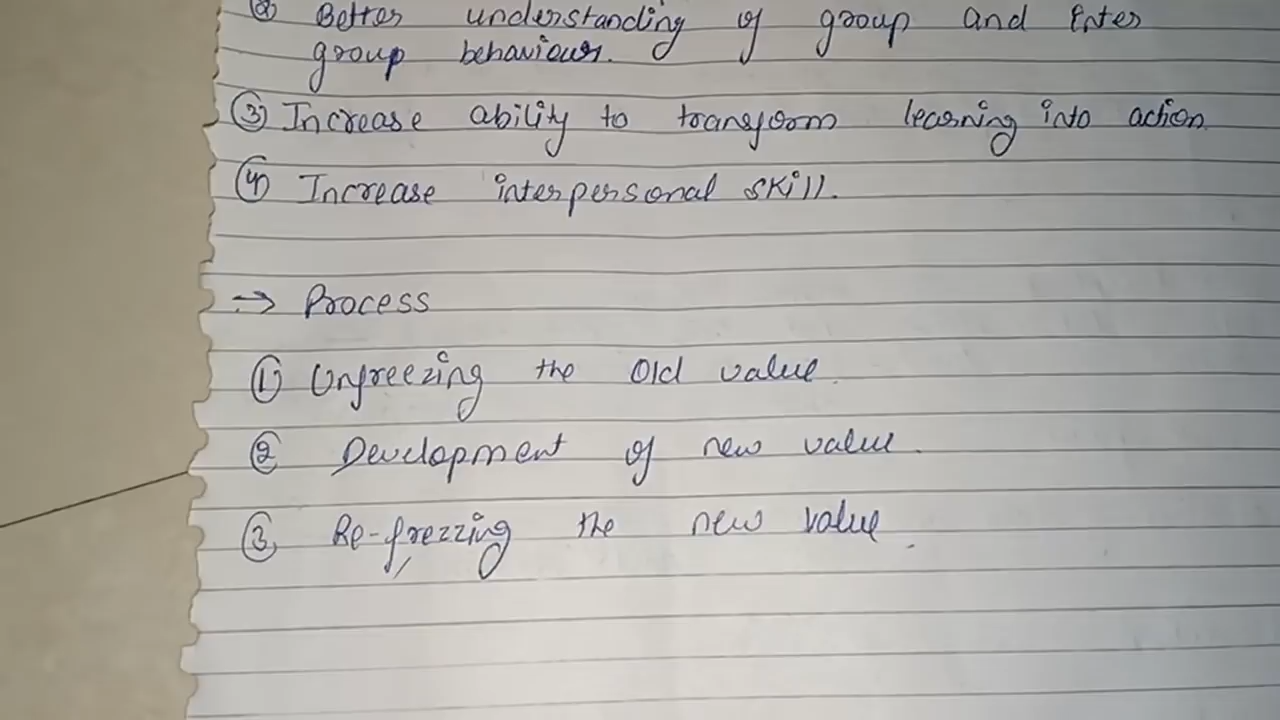 ② Better understanding of group and Inter
group behaviour.
③ Increase ability to transform learning into action
④ Increase interpersonal skill.
→ Process
① Unfreezing the Old value.
② Development of new value.
③ Re-frezzing the new value.